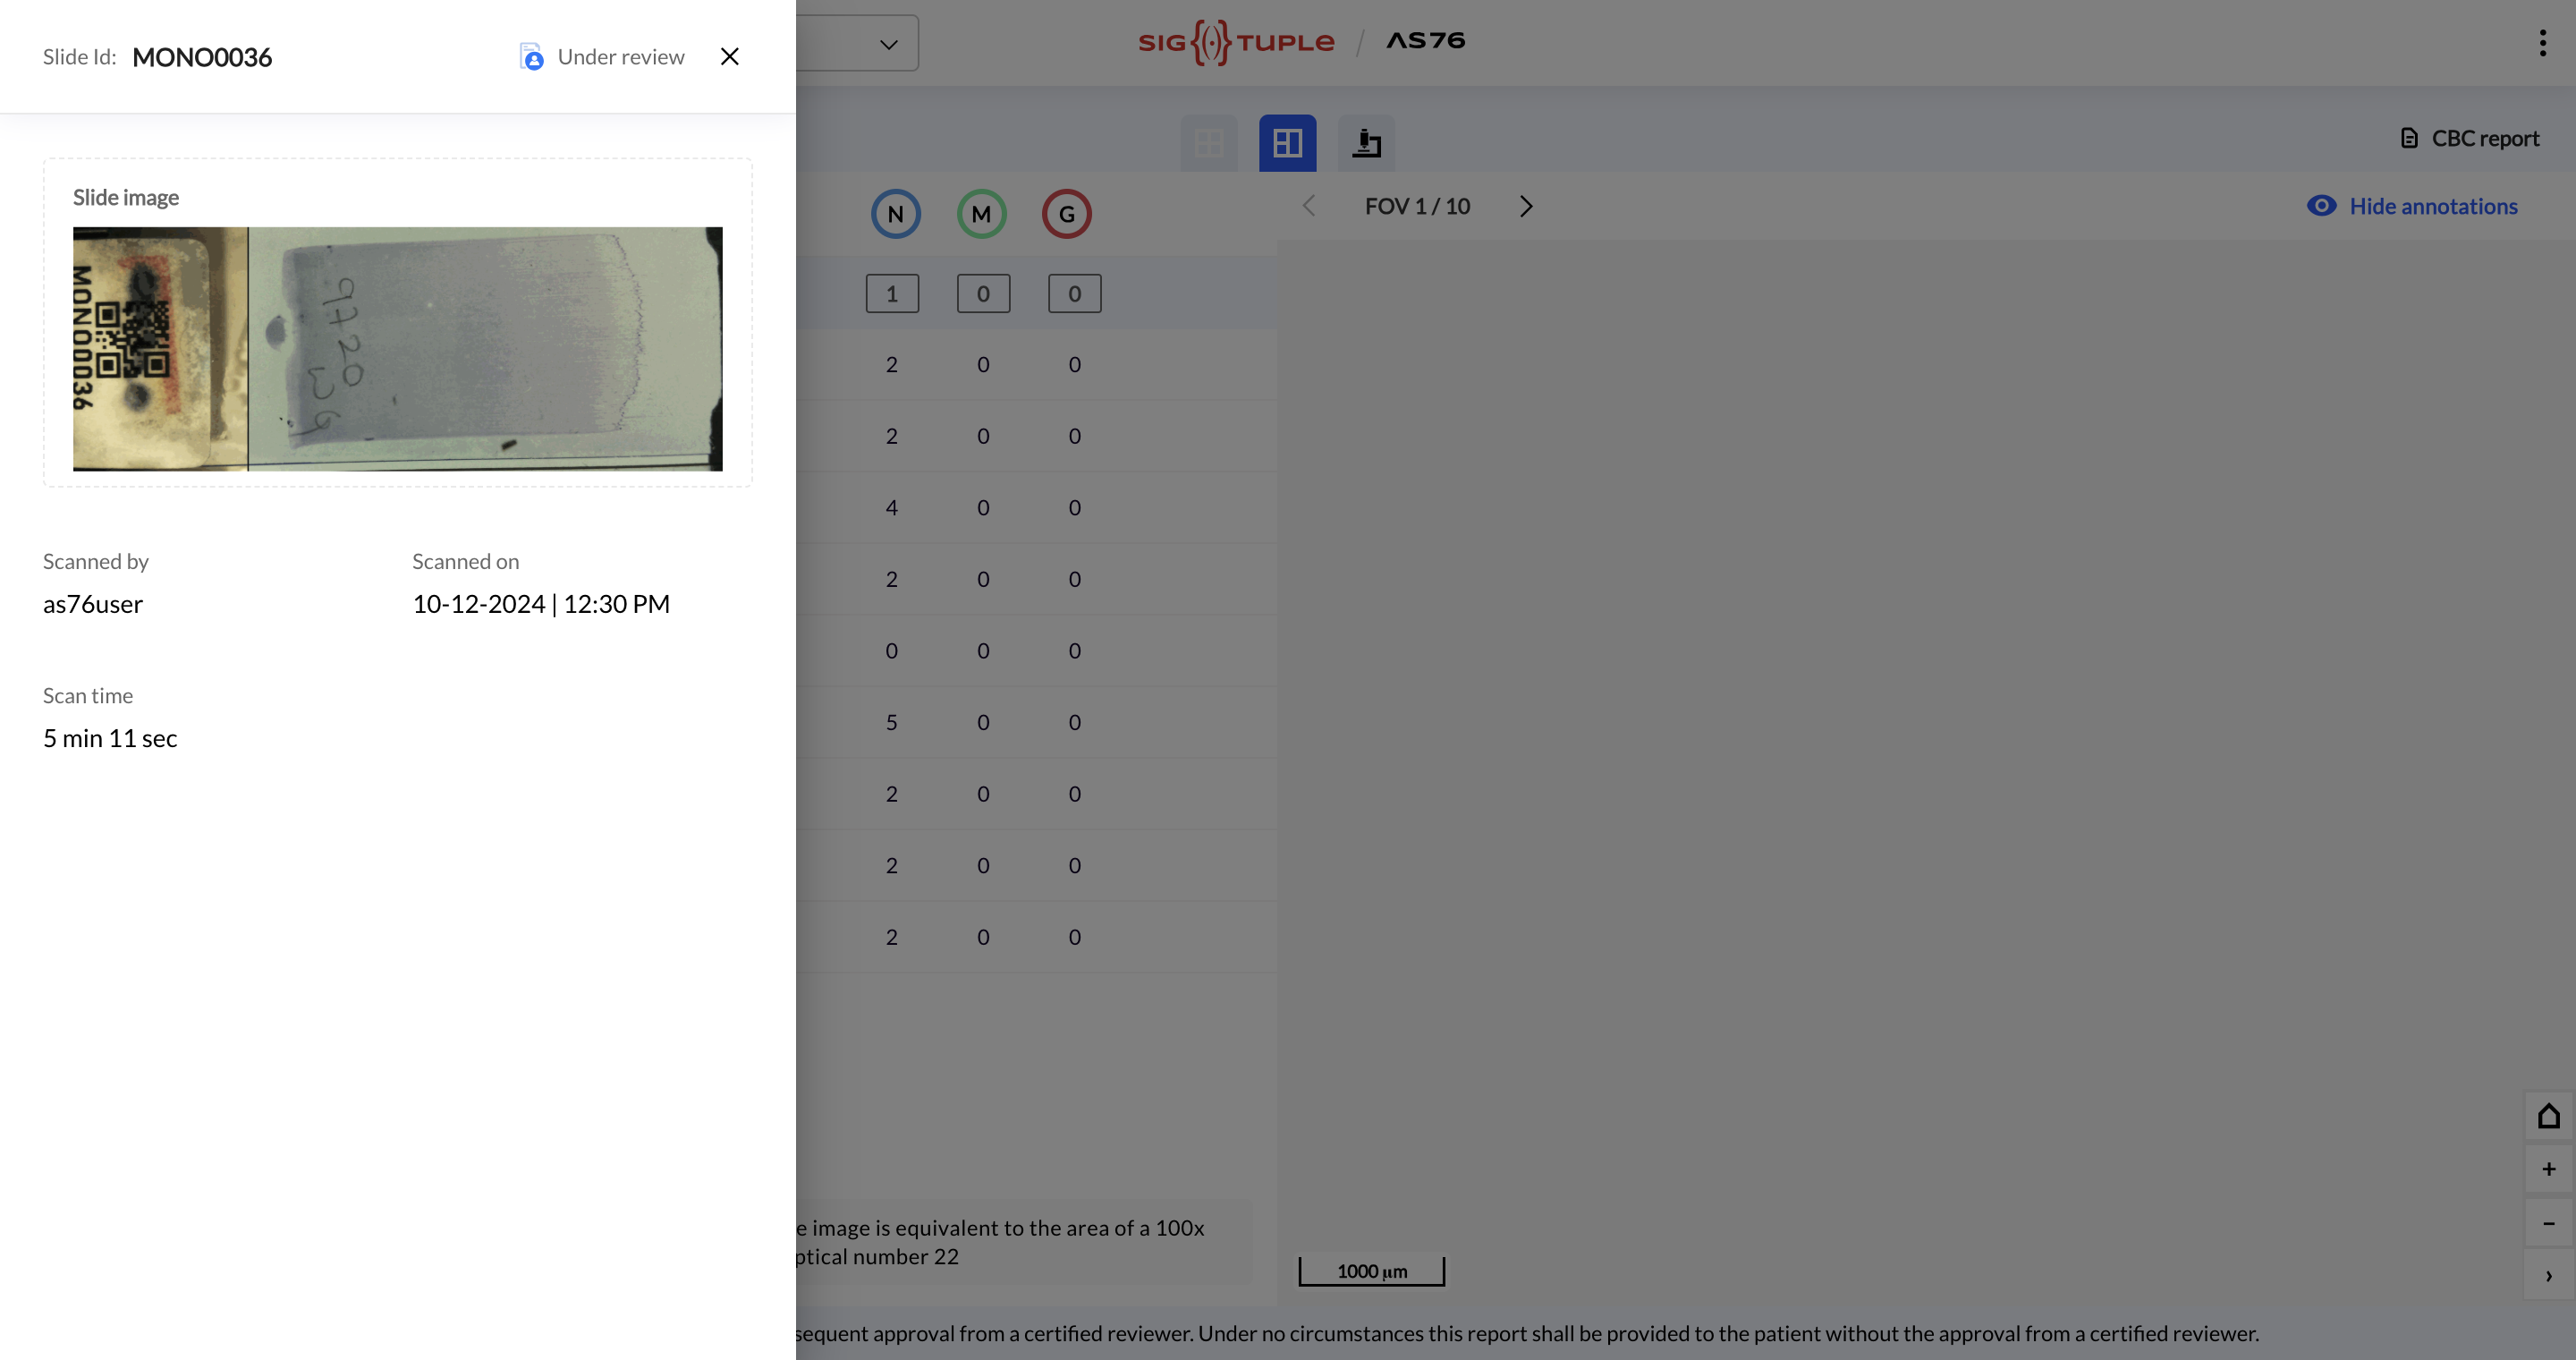 Slide Id: MONO0036
Under review
Slide image
MONO0036
Scanned by
as76user
Scanned on
10-12-2024 | 12:30 PM
Scan time
5 min 11 sec
SIG TUPLE / AS76
CBC report
N M G
FOV 1 / 10
Hide annotations
1 0 0
2 0 0
2 0 0
4 0 0
2 0 0
0 0 0
5 0 0
2 0 0
2 0 0
2 0 0
e image is equivalent to the area of a 100x
ptical number 22
1000 µm
sequent approval from a certified reviewer. Under no circumstances this report shall be provided to the patient without the approval from a certified reviewer.